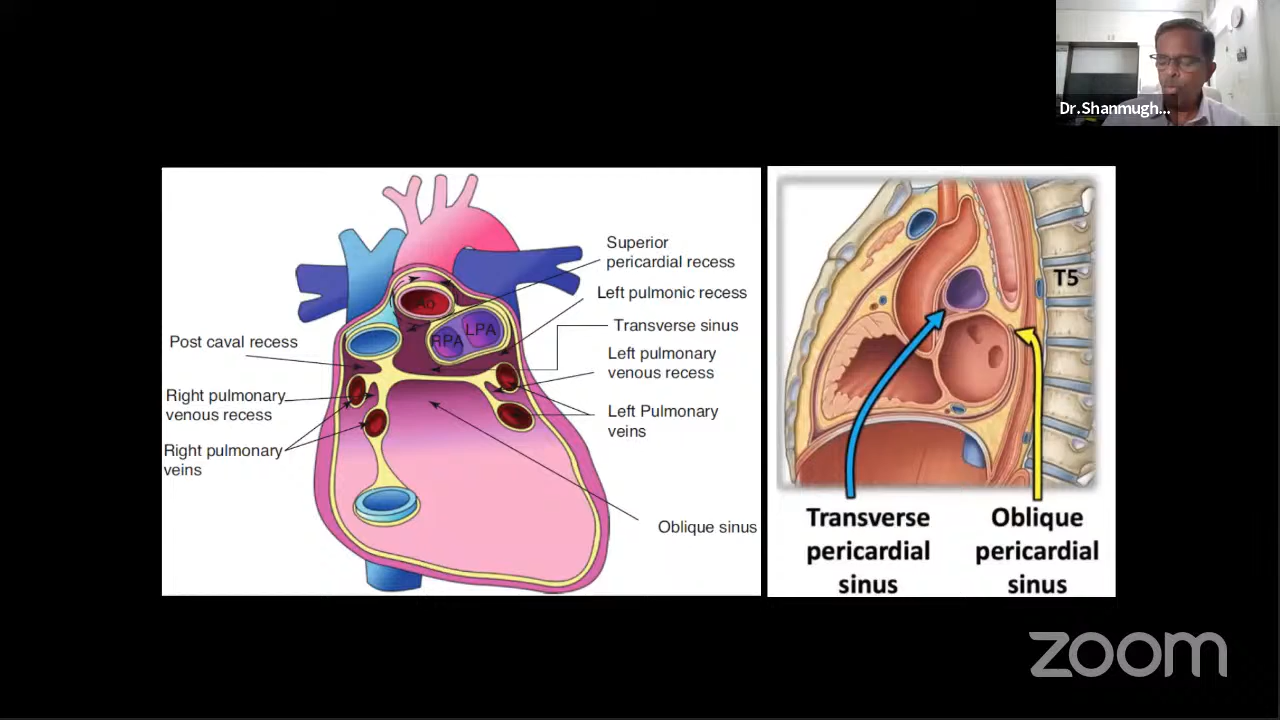 Dr.Shanmugh...
Superior
pericardial recess
Left pulmonic recess
Transverse sinus
Left pulmonary
venous recess
Left Pulmonary
veins
Oblique sinus
Post caval recess
Right pulmonary
venous recess
Right pulmonary
veins
Ao
RPA
LPA
T5
Transverse
pericardial
sinus
Oblique
pericardial
sinus
zoom